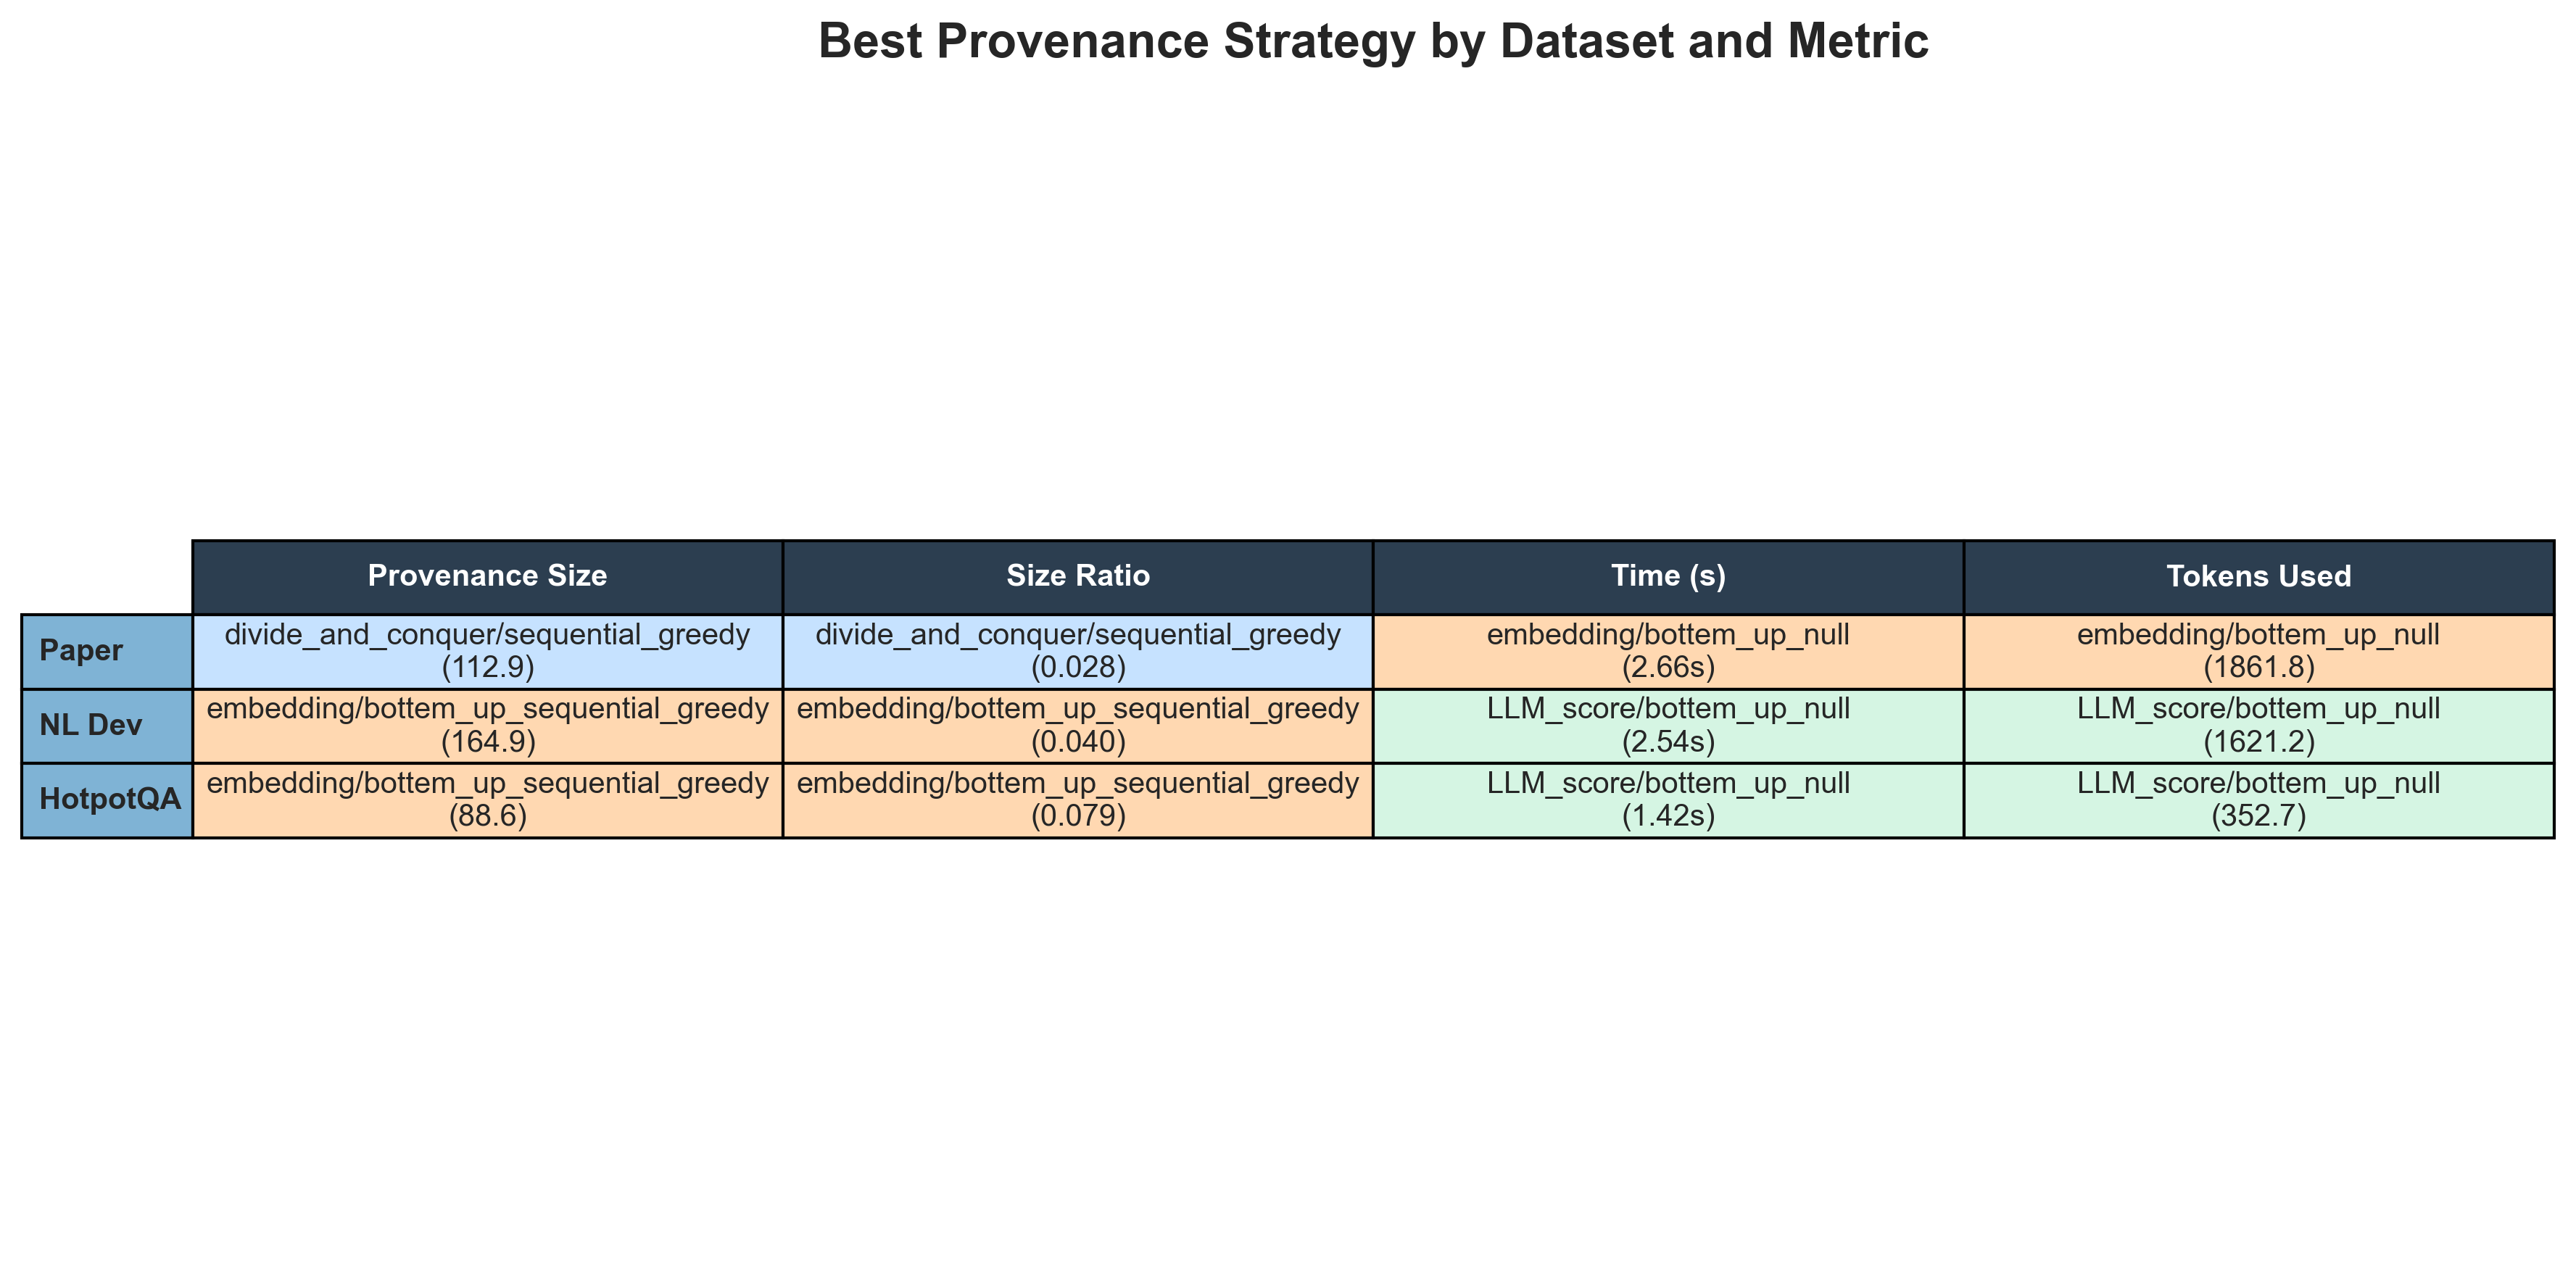 Best Provenance Strategy by Dataset and Metric
Provenance Size
Size Ratio
Time (s)
Tokens Used
Paper
divide_and_conquer/sequential_greedy
(112.9)
divide_and_conquer/sequential_greedy
(0.028)
embedding/bottem_up_null
(2.66s)
embedding/bottem_up_null
(1861.8)
NL Dev
embedding/bottem_up_sequential_greedy
(164.9)
embedding/bottem_up_sequential_greedy
(0.040)
LLM_score/bottem_up_null
(2.54s)
LLM_score/bottem_up_null
(1621.2)
HotpotQA
embedding/bottem_up_sequential_greedy
(88.6)
embedding/bottem_up_sequential_greedy
(0.079)
LLM_score/bottem_up_null
(1.42s)
LLM_score/bottem_up_null
(352.7)